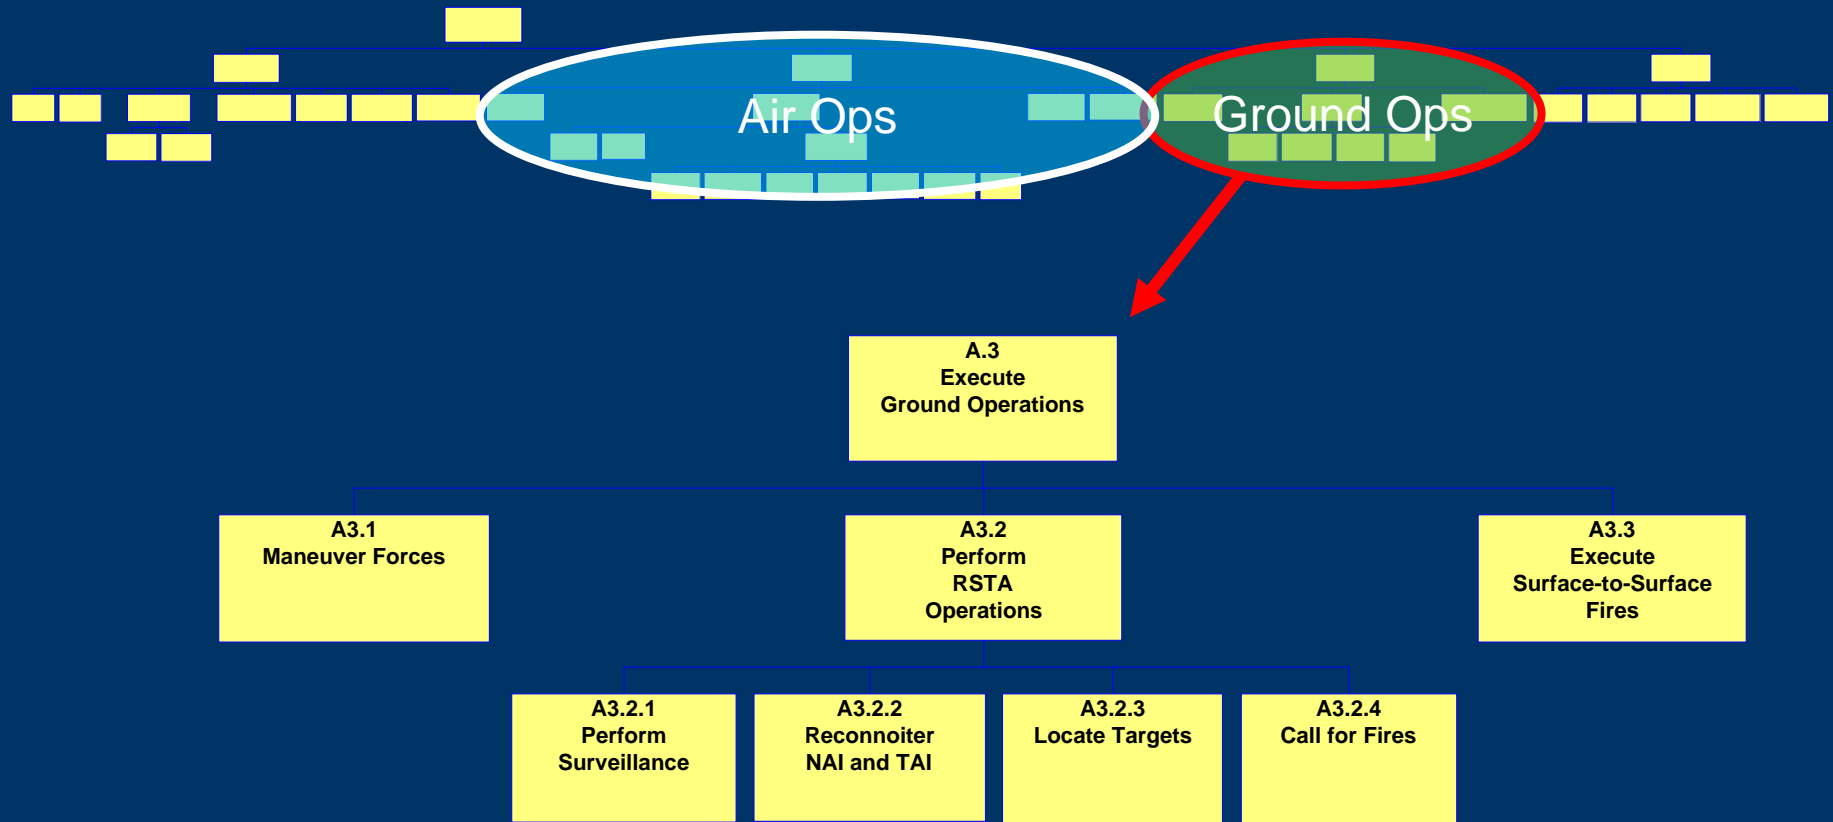 Air Ops
Ground Ops
A.3
Execute
Ground Operations
A3.1
Maneuver Forces
A3.2
Perform
RSTA
Operations
A3.3
Execute
Surface-to-Surface
Fires
A3.2.1
Perform
Surveillance
A3.2.2
Reconnoiter
NAI and TAI
A3.2.3
Locate Targets
A3.2.4
Call for Fires